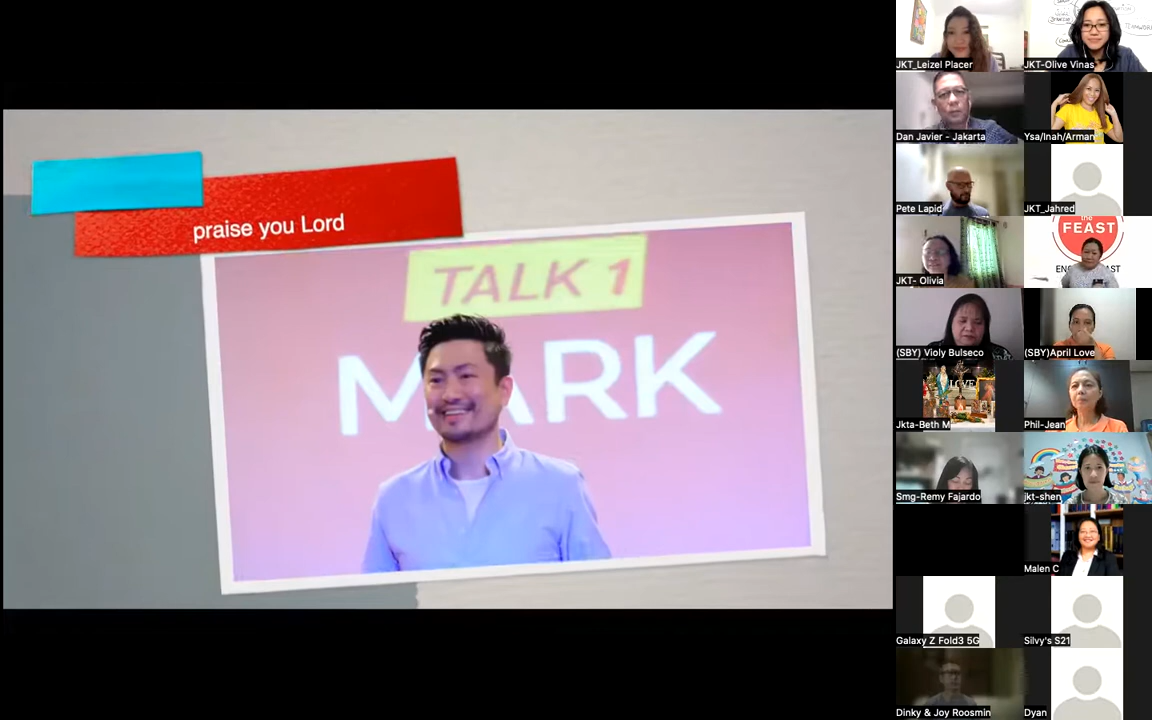 praise you Lord
TALK 1
MARK
JKT_Leizel Placer
JKT-Olive Vinas
Dan Javier - Jakarta
Ysa/Inah/Arman
Pete Lapid
JKT_Jahred
JKT- Olivia
the
FEAST
(SBY) Violy Bulseco
(SBY)April Love
LOVE
Jkta-Beth M
Phil-Jean
Smg-Remy Fajardo
jkt-shen
Malen C
Galaxy Z Fold3 5G
Silvy's S21
Dinky & Joy Roosmin
Dyan